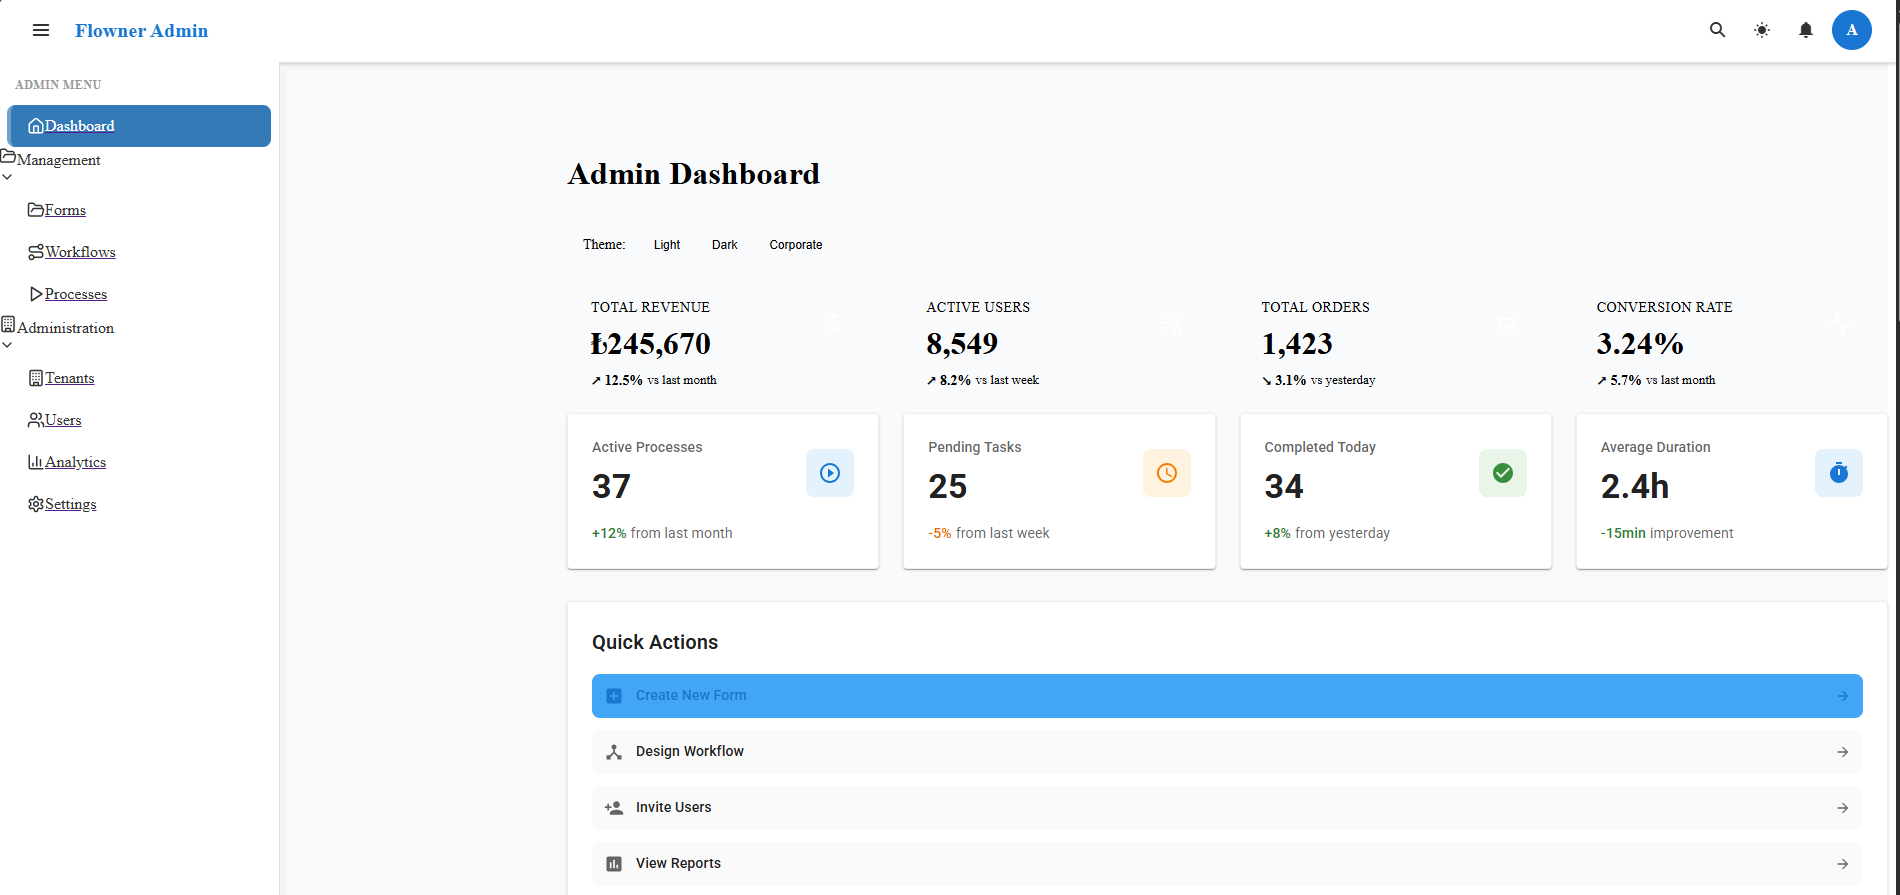 Flowner Admin
A
ADMIN MENU
Dashboard
Management
Forms
Workflows
Processes
Administration
Tenants
Users
Analytics
Settings
Admin Dashboard
Theme: Light Dark Corporate
TOTAL REVENUE
₺245,670
↗ 12.5% vs last month
ACTIVE USERS
8,549
↗ 8.2% vs last week
TOTAL ORDERS
1,423
↘ 3.1% vs yesterday
CONVERSION RATE
3.24%
↗ 5.7% vs last month
Active Processes
37
+12% from last month
Pending Tasks
25
-5% from last week
Completed Today
34
+8% from yesterday
Average Duration
2.4h
-15min improvement
Quick Actions
Create New Form
Design Workflow
Invite Users
View Reports